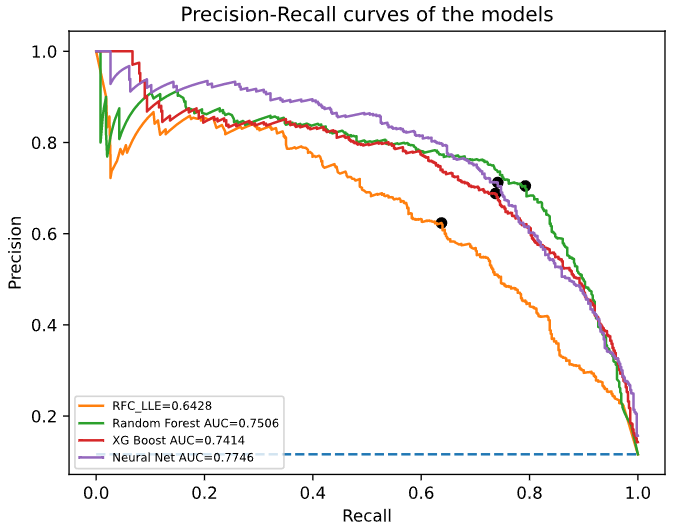 Precision-Recall curves of the models
Precision
1.0
0.8
0.6
0.4
0.2
RFC_LLE=0.6428
Random Forest AUC=0.7506
XG Boost AUC=0.7414
Neural Net AUC=0.7746
0.0 0.2 0.4 0.6 0.8 1.0
Recall